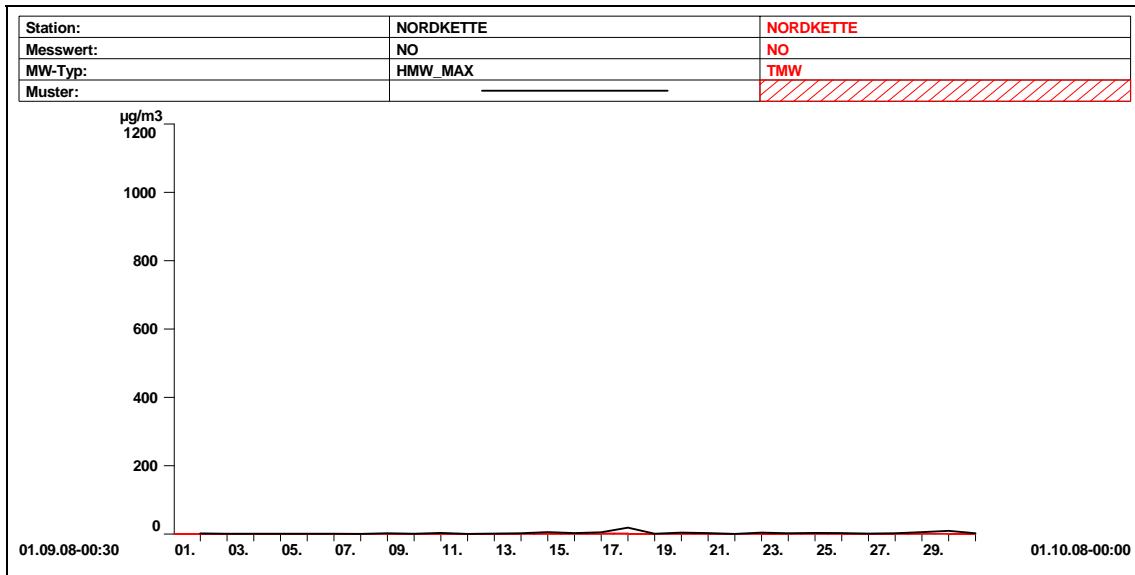 Station: NORDKETTE NORDKETTE
Messwert: NO NO
MW-Typ: HMW_MAX TMW
Muster:
µg/m3
1200
1000
800
600
400
200
0
01.09.08-00:30 01. 03. 05. 07. 09. 11. 13. 15. 17. 19. 21. 23. 25. 27. 29. 01.10.08-00:00